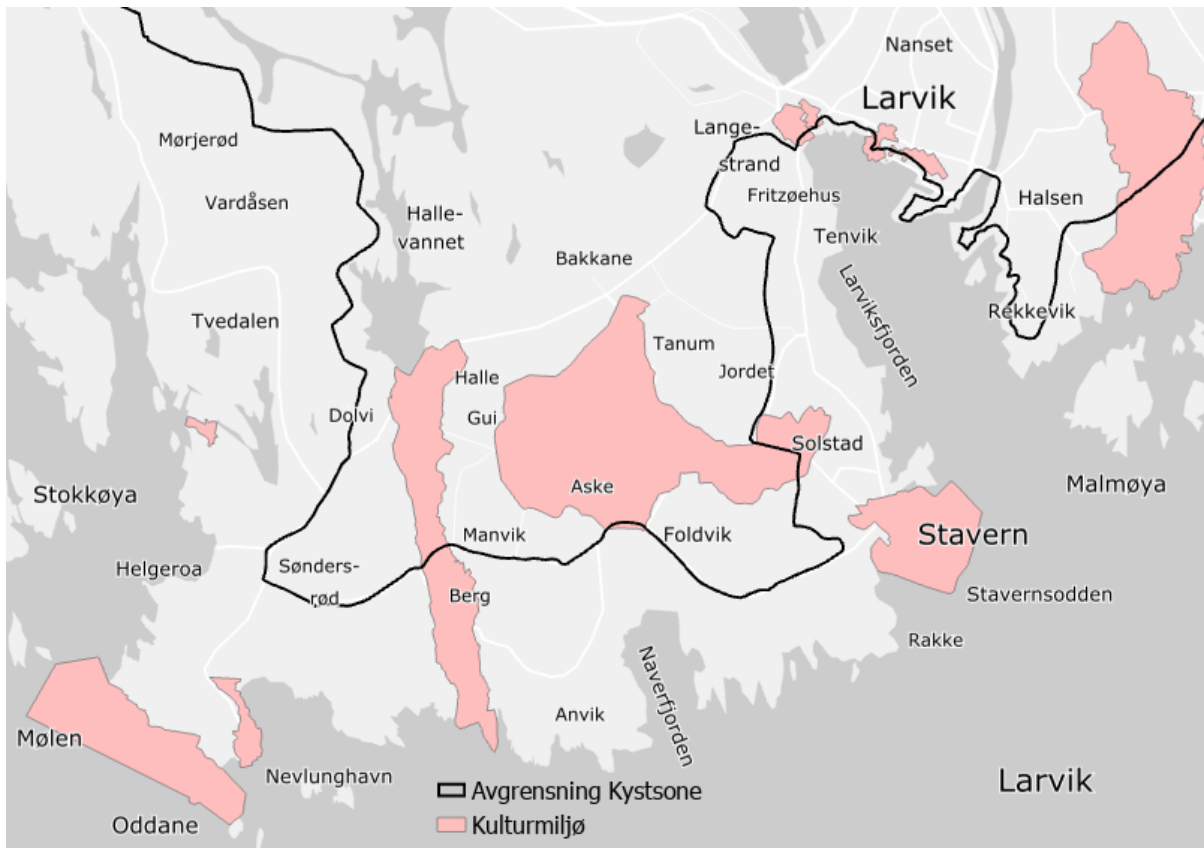 Nanset
Larvik
Lange-
strand
Mørjerød
Fritzøehus
Halsen
Vardåsen
Halle-
vannet
Tenvik
Bakkane
Larviksfjorden
Rekkevik
Tvedalen
Tanum
Halle
Jordet
Gui
Dolvi
Solstad
Stokkøya
Aske
Malmøya
Manvik
Foldvik
Stavern
Helgeroa
Sønders-
rød
Berg
Stavernsodden
Rakke
Naverfjorden
Anvik
Mølen
Nevlunghavn
Larvik
Oddane
Avgrensning Kystsone
Kulturmiljø